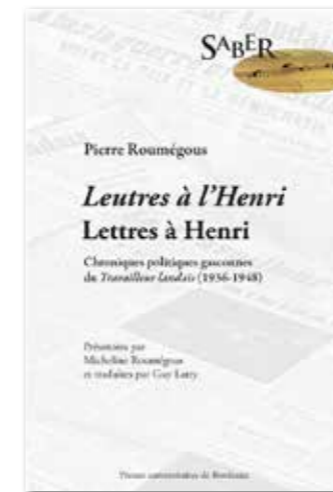 SABER
Pierre Roumégous
Leutres à l'Henri
Lettres à Henri
Chroniques politiques gasconnes
du Travailleur landais (1936-1948)
Présentées par
Micheline Roumégous
et traduites par Guy Latry
Presses universitaires de Bordeaux